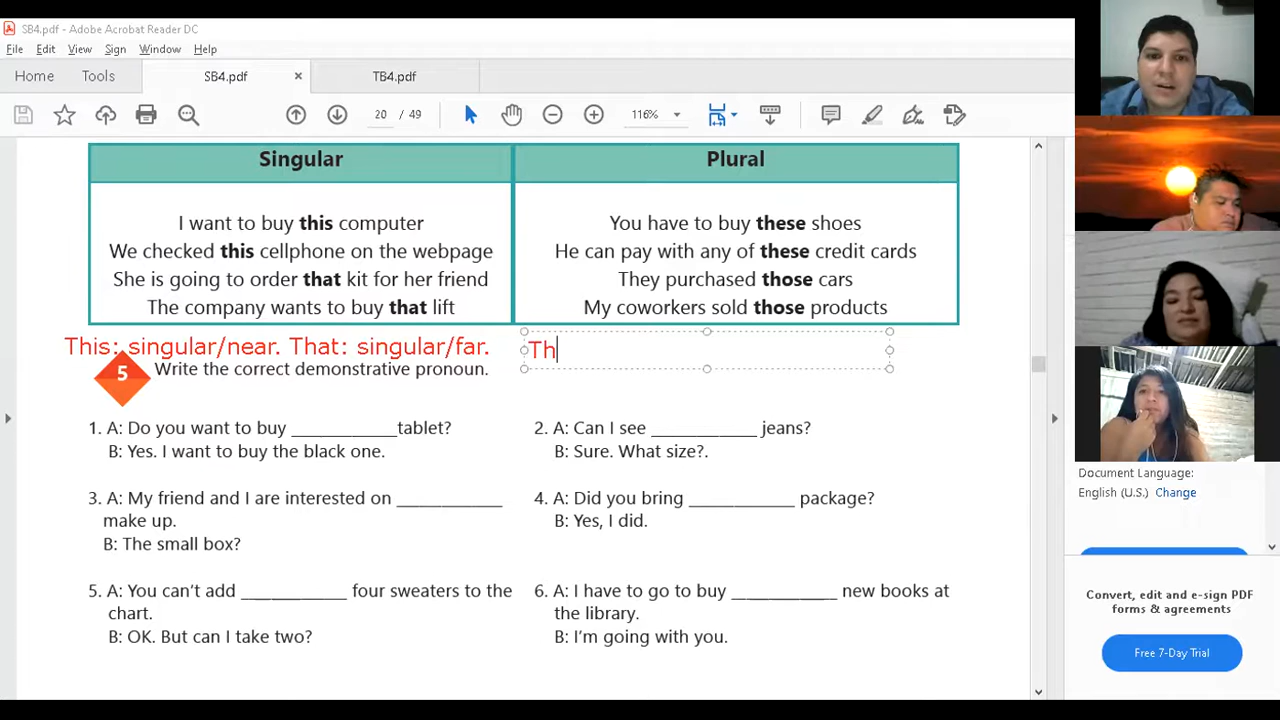 SB4.pdf - Adobe Acrobat Reader DC
File Edit View Sign Window Help
Home Tools SB4.pdf × TB4.pdf
20 / 49 116%
Singular Plural
I want to buy this computer
We checked this cellphone on the webpage
She is going to order that kit for her friend
The company wants to buy that lift
You have to buy these shoes
He can pay with any of these credit cards
They purchased those cars
My coworkers sold those products
This: singular/near. That: singular/far.
Th
5 Write the correct demonstrative pronoun.
1. A: Do you want to buy ____________tablet?
B: Yes. I want to buy the black one.
2. A: Can I see ____________ jeans?
B: Sure. What size?.
3. A: My friend and I are interested on ____________
make up.
B: The small box?
4. A: Did you bring ____________ package?
B: Yes, I did.
5. A: You can't add ____________ four sweaters to the
chart.
B: OK. But can I take two?
6. A: I have to go to buy ____________ new books at
the library.
B: I'm going with you.
Document Language:
English (U.S.) Change
Convert, edit and e-sign PDF
forms & agreements
Free 7-Day Trial